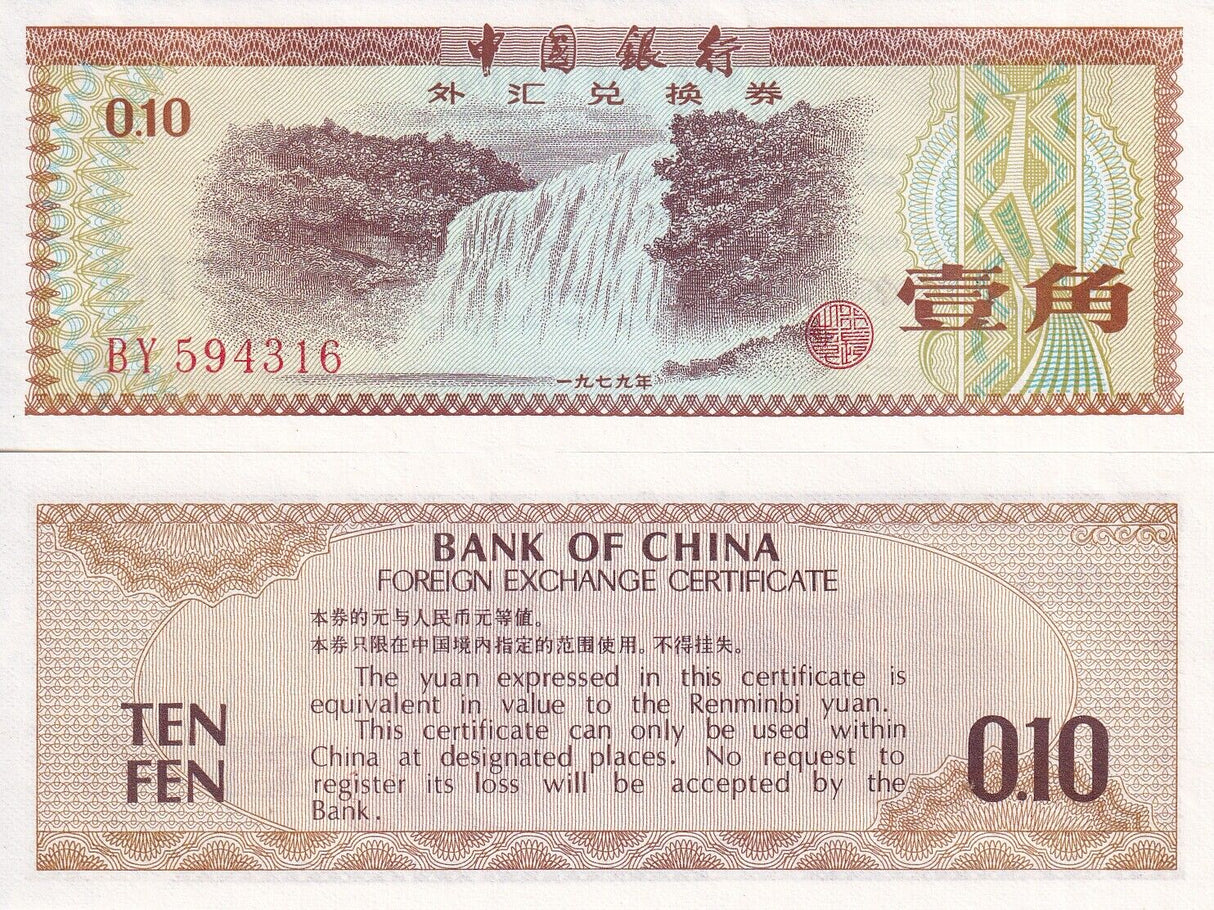 中國銀行
外汇兑换券
0.10
壹角
BY 594316
一九七九年
BANK OF CHINA
FOREIGN EXCHANGE CERTIFICATE
本券的元与人民币元等值。
本券只限在中国境内指定的范围使用。不得挂失。
The yuan expressed in this certificate is
equivalent in value to the Renminbi yuan.
This certificate can only be used within
China at designated places. No request to
register its loss will be accepted by the
Bank.
TEN
FEN
0.10